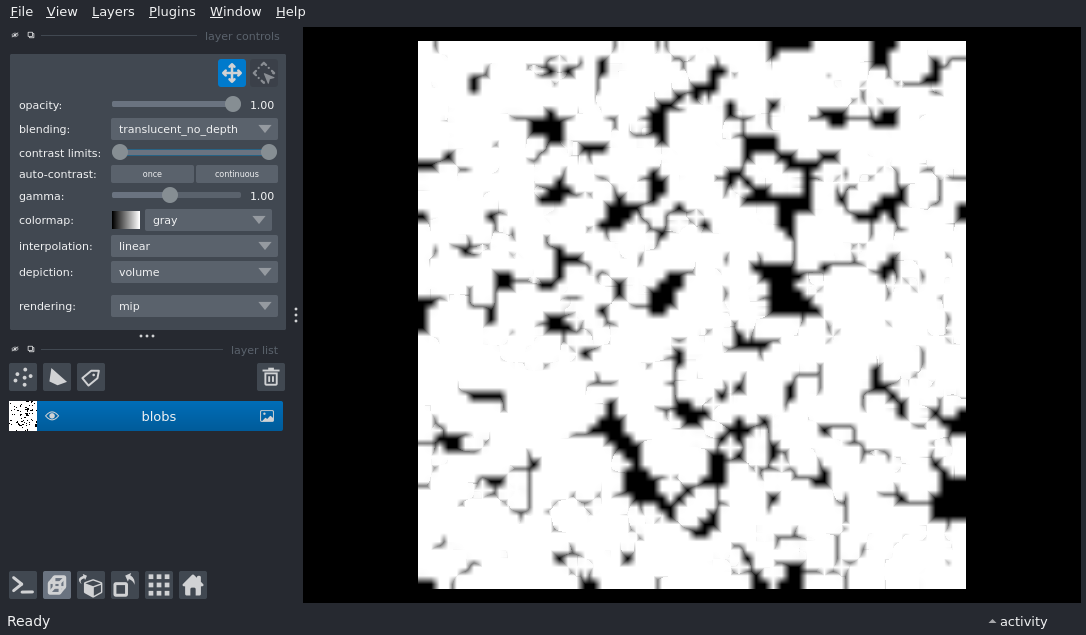 File View Layers Plugins Window Help
layer controls
opacity: 1.00
blending: translucent_no_depth
contrast limits:
auto-contrast: once continuous
gamma: 1.00
colormap: gray
interpolation: linear
depiction: volume
rendering: mip
layer list
blobs
Ready activity